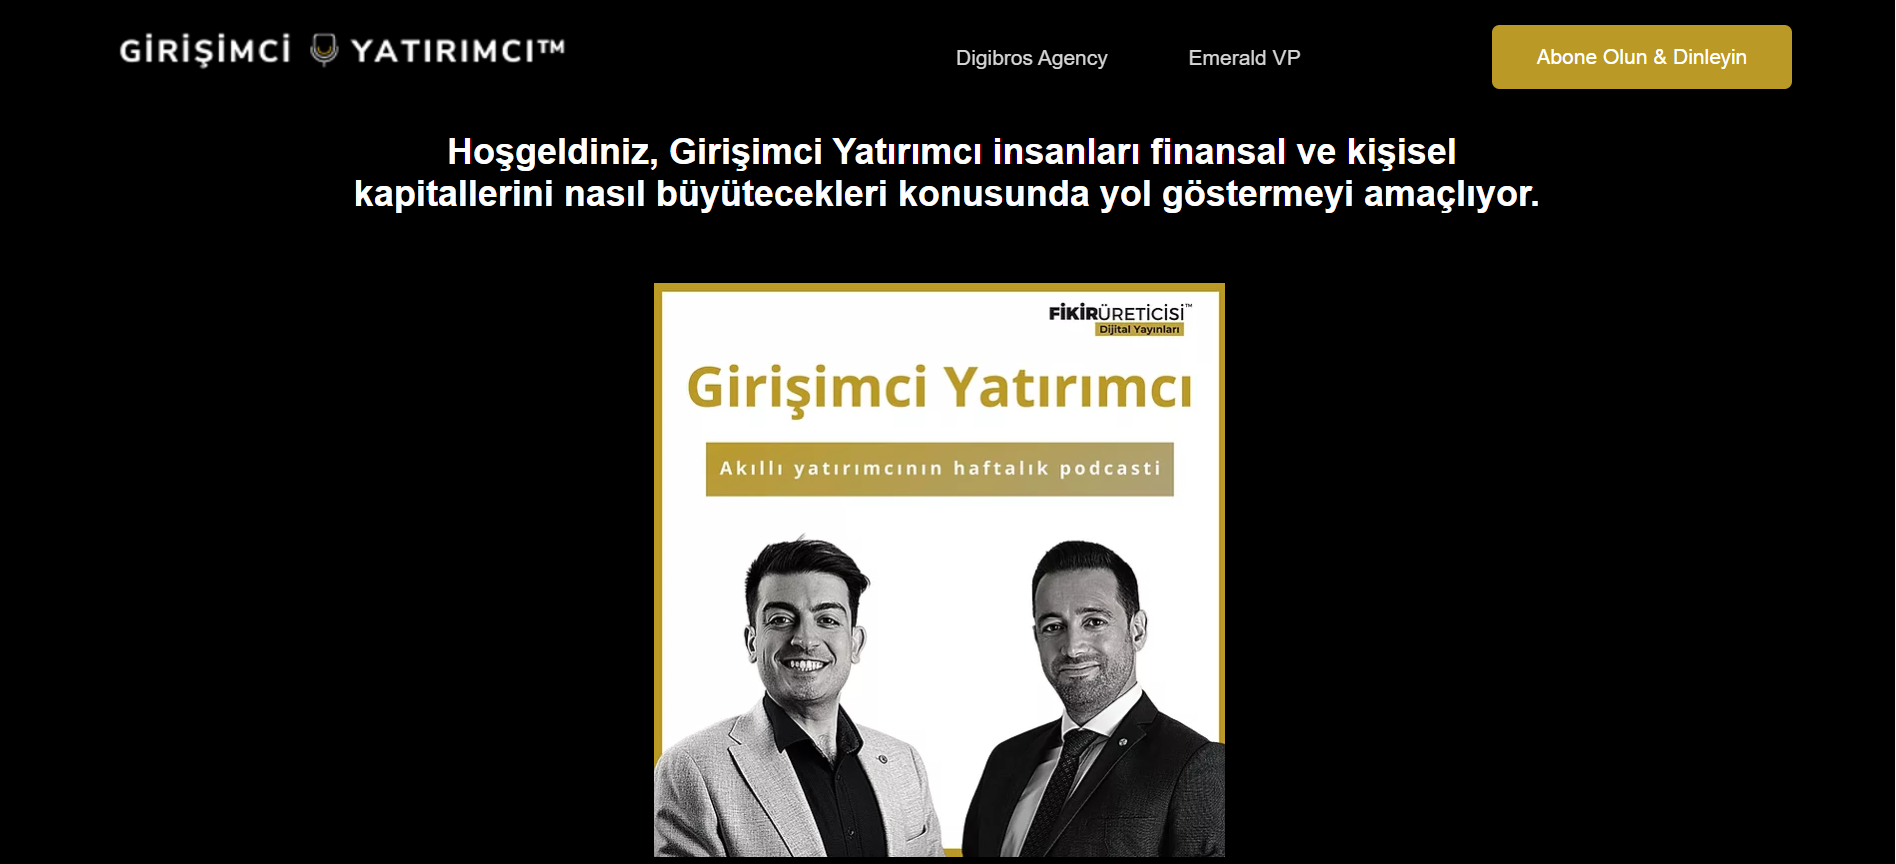 GİRİŞİMCİ YATIRIMCI™
Digibros Agency
Emerald VP
Abone Olun & Dinleyin
Hoşgeldiniz, Girişimci Yatırımcı insanları finansal ve kişisel
kapitallerini nasıl büyütecekleri konusunda yol göstermeyi amaçlıyor.
FİKİRÜRETİCİSİ™
Dijital Yayınları
Girişimci Yatırımcı
Akıllı yatırımcının haftalık podcasti